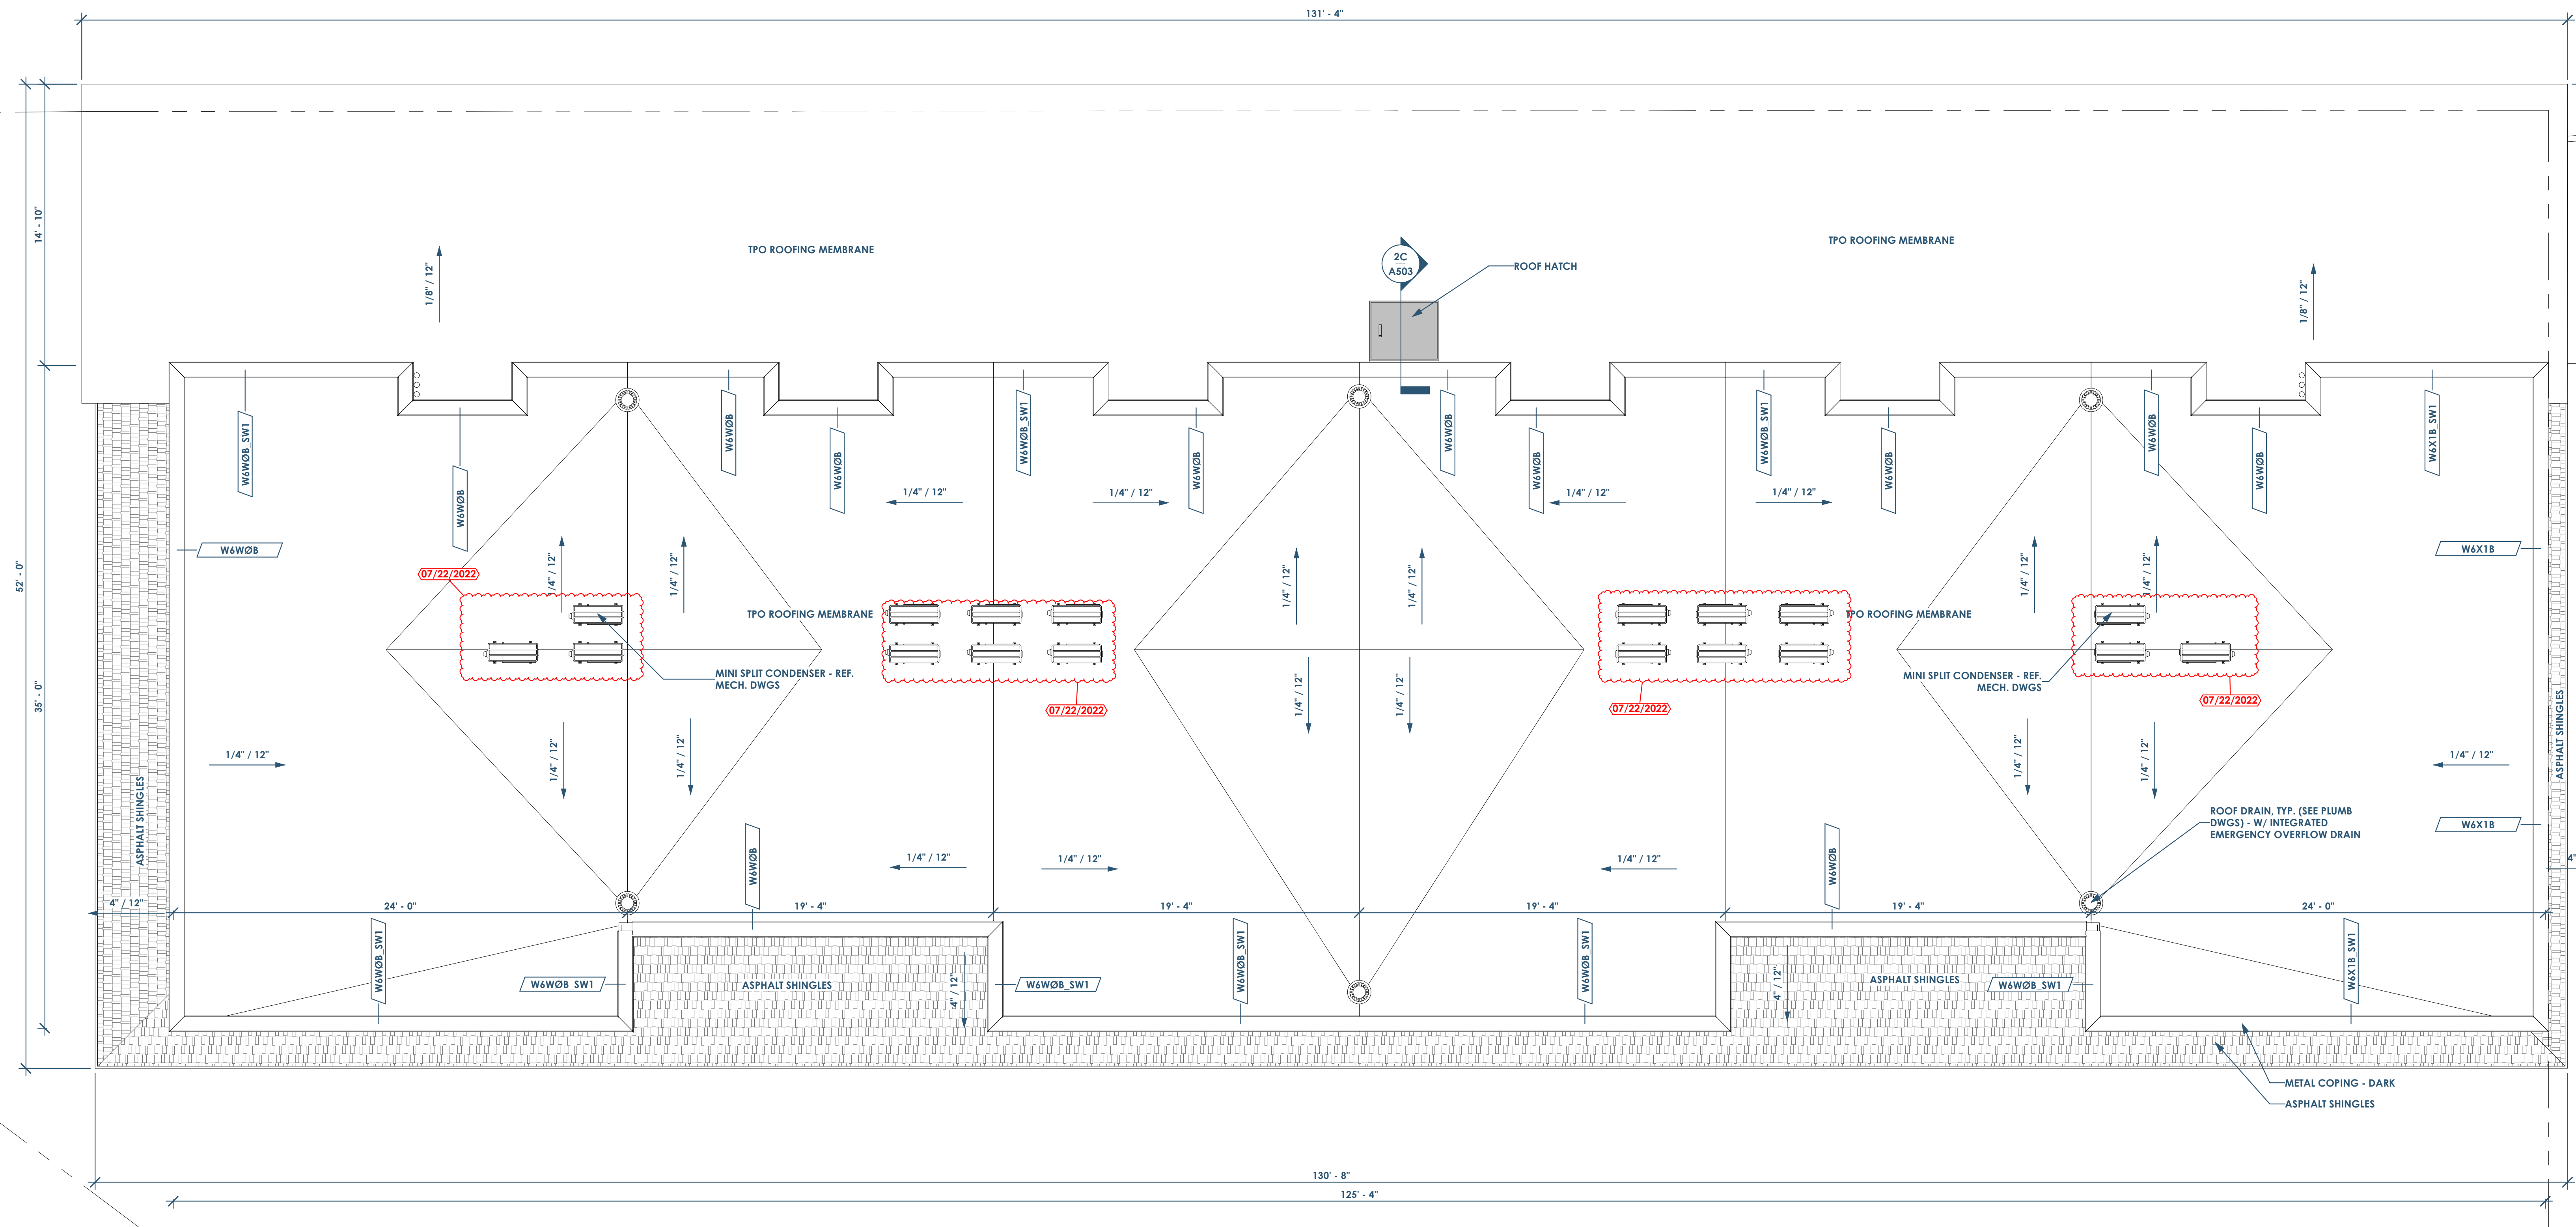 131' - 4"
14' - 10"
52' - 0"
35' - 0"
TPO ROOFING MEMBRANE
TPO ROOFING MEMBRANE
1/8" / 12"
2C
A503
ROOF HATCH
1/8" / 12"
W6WØB_SW1
W6WØB
W6WØB
W6WØB
W6WØB_SW1
W6WØB
W6WØB
W6WØB
W6WØB_SW1
W6WØB
W6WØB
W6WØB
W6X1B_SW1
1/4" / 12"
1/4" / 12"
1/4" / 12"
1/4" / 12"
W6WØB
W6X1B
07/22/2022
1/4" / 12"
1/4" / 12"
1/4" / 12"
1/4" / 12"
1/4" / 12"
1/4" / 12"
TPO ROOFING MEMBRANE
TPO ROOFING MEMBRANE
MINI SPLIT CONDENSER - REF.
MECH. DWGS
07/22/2022
07/22/2022
MINI SPLIT CONDENSER - REF.
MECH. DWGS
07/22/2022
1/4" / 12"
1/4" / 12"
1/4" / 12"
1/4" / 12"
1/4" / 12"
1/4" / 12"
1/4" / 12"
1/4" / 12"
ASPHALT SHINGLES
ASPHALT SHINGLES
ROOF DRAIN, TYP. (SEE PLUMB
DWGS) - W/ INTEGRATED
EMERGENCY OVERFLOW DRAIN
W6X1B
W6WØB
1/4" / 12"
1/4" / 12"
1/4" / 12"
W6WØB
4"
4" / 12"
24' - 0"
19' - 4"
19' - 4"
19' - 4"
19' - 4"
24' - 0"
W6WØB_SW1
W6WØB_SW1
ASPHALT SHINGLES
4" / 12"
W6WØB_SW1
W6WØB_SW1
W6WØB_SW1
4" / 12"
ASPHALT SHINGLES
W6WØB_SW1
W6X1B_SW1
METAL COPING - DARK
ASPHALT SHINGLES
130' - 8"
125' - 4"